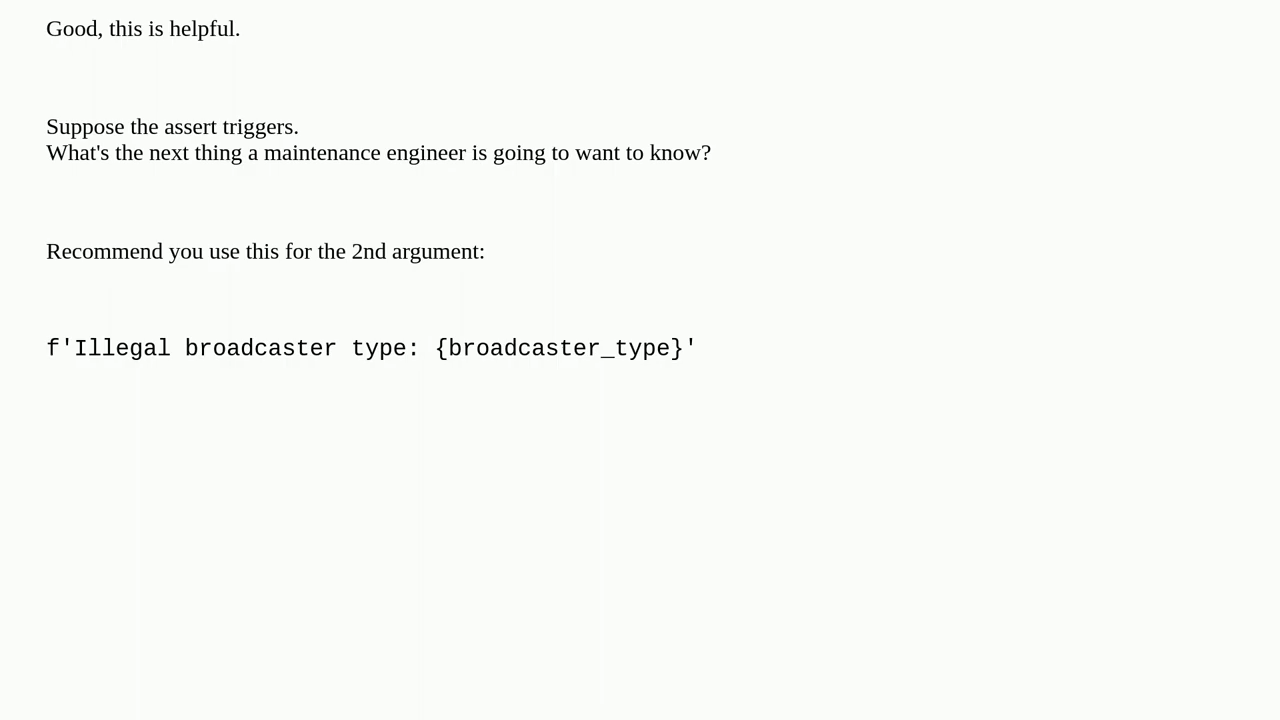 Good, this is helpful.
Suppose the assert triggers.
What's the next thing a maintenance engineer is going to want to know?
Recommend you use this for the 2nd argument:
f'Illegal broadcaster type: {broadcaster_type}'